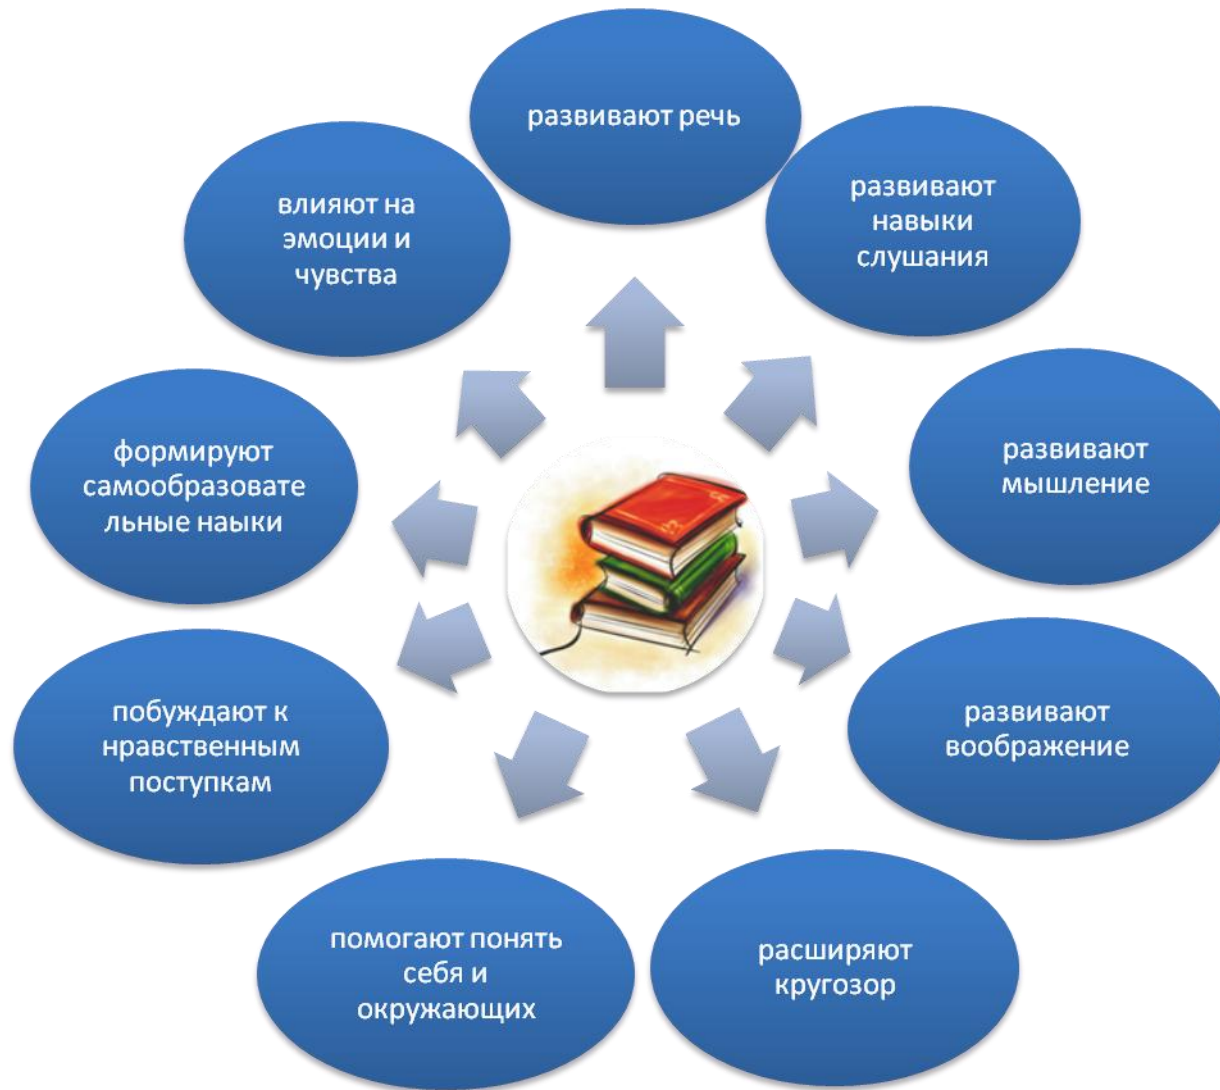 развивают речь
развивают
навыки
слушания
развивают
мышление
развивают
воображение
расширяют
кругозор
помогают понять
себя и
окружающих
побуждают к
нравственным
поступкам
формируют
самообразовате
льные науки
влияют на
эмоции и
чувства